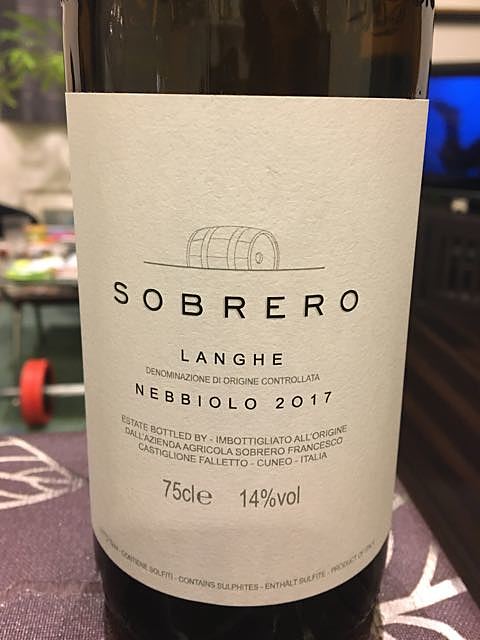 SOBRERO
LANGHE
DENOMINAZIONE DI ORIGINE CONTROLLATA
NEBBIOLO 2017
ESTATE BOTTLED BY - IMBOTTIGLIATO ALL'ORIGINE
DALL'AZIENDA AGRICOLA SOBRERO FRANCESCO
CASTIGLIONE FALLETTO - CUNEO - ITALIA
75cle 14%vol
- CONTIENE SOLFITI - CONTAINS SULPHITES - ENTHÄLT SULFITE - PRODUCT OF ITALY